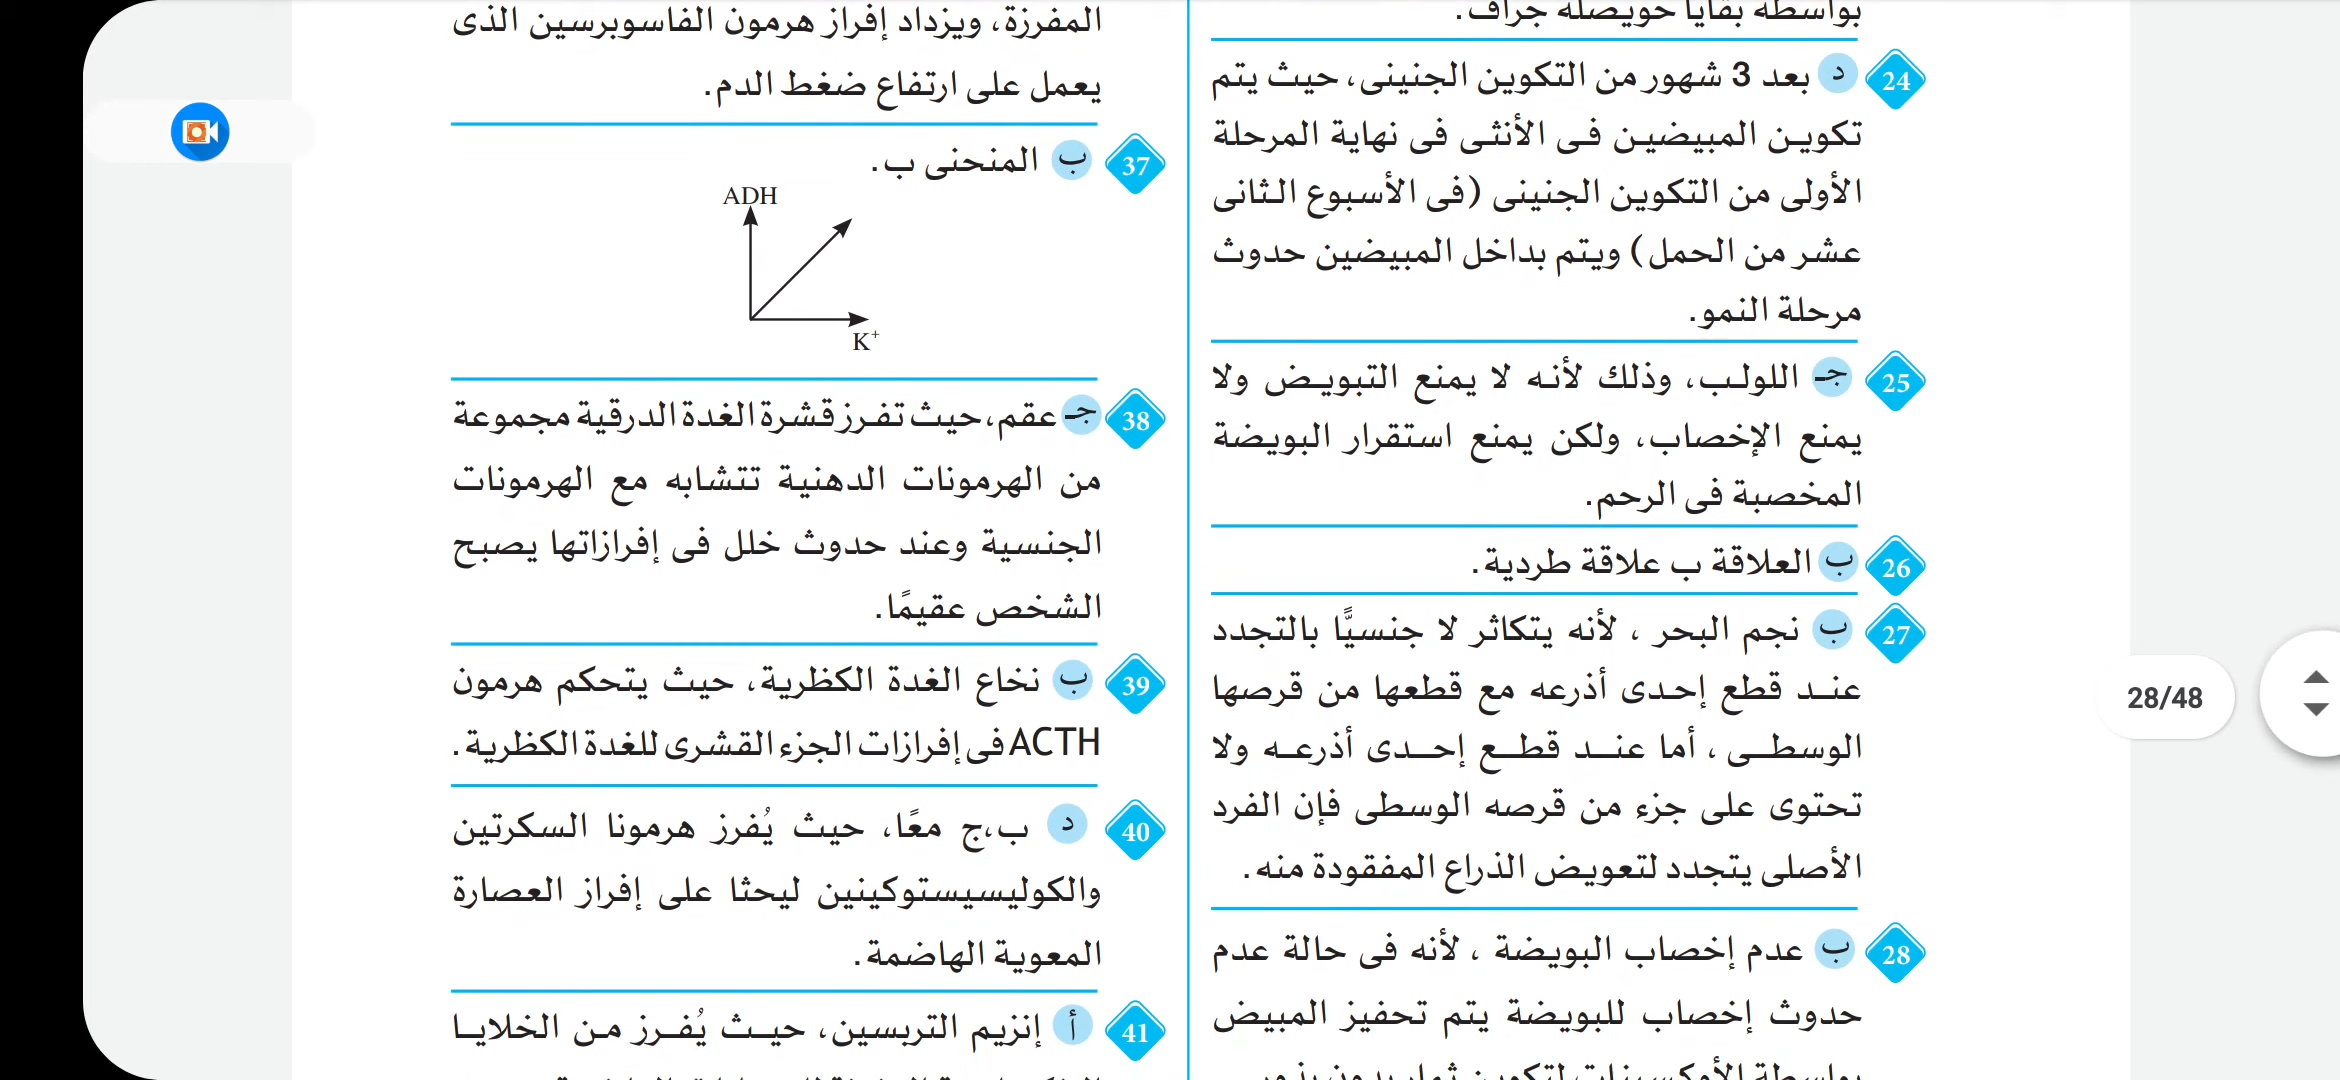 بواسطة بقايا حويصلة جراف.
24 د بعد 3 شهور من التكوين الجنينى، حيث يتم
تكوين المبيضين فى الأنثى فى نهاية المرحلة
الأولى من التكوين الجنينى (فى الأسبوع الثانى
عشر من الحمل) ويتم بداخل المبيضين حدوث
مرحلة النمو.
25 جـ اللولب، وذلك لأنه لا يمنع التبويض ولا
يمنع الإخصاب، ولكن يمنع استقرار البويضة
المخصبة فى الرحم.
26 ب العلاقة ب علاقة طردية.
27 ب نجم البحر ، لأنه يتكاثر لا جنسيًّا بالتجدد
عند قطع إحدى أذرعه مع قطعها من قرصها
الوسطى ، أما عند قطع إحدى أذرعه ولا
تحتوى على جزء من قرصه الوسطى فإن الفرد
الأصلى يتجدد لتعويض الذراع المفقودة منه.
28 ب عدم إخصاب البويضة ، لأنه فى حالة عدم
حدوث إخصاب للبويضة يتم تحفيز المبيض
بواسطة الأوكسينات لتكوين ثمار بدون بذور
المفرزة، ويزداد إفراز هرمون الفاسوبرسين الذى
يعمل على ارتفاع ضغط الدم.
37 ب المنحنى ب.
ADH
K+
38 جـ عقم، حيث تفرز قشرة الغدة الدرقية مجموعة
من الهرمونات الدهنية تتشابه مع الهرمونات
الجنسية وعند حدوث خلل فى إفرازاتها يصبح
الشخص عقيمًا.
39 ب نخاع الغدة الكظرية، حيث يتحكم هرمون
ACTH فى إفرازات الجزء القشرى للغدة الكظرية.
40 د ب،ج معًا، حيث يُفرز هرمونا السكرتين
والكوليسيستوكينين ليحثا على إفراز العصارة
المعوية الهاضمة.
41 أ إنزيم التربسين، حيث يُفرز من الخلايا
28/48